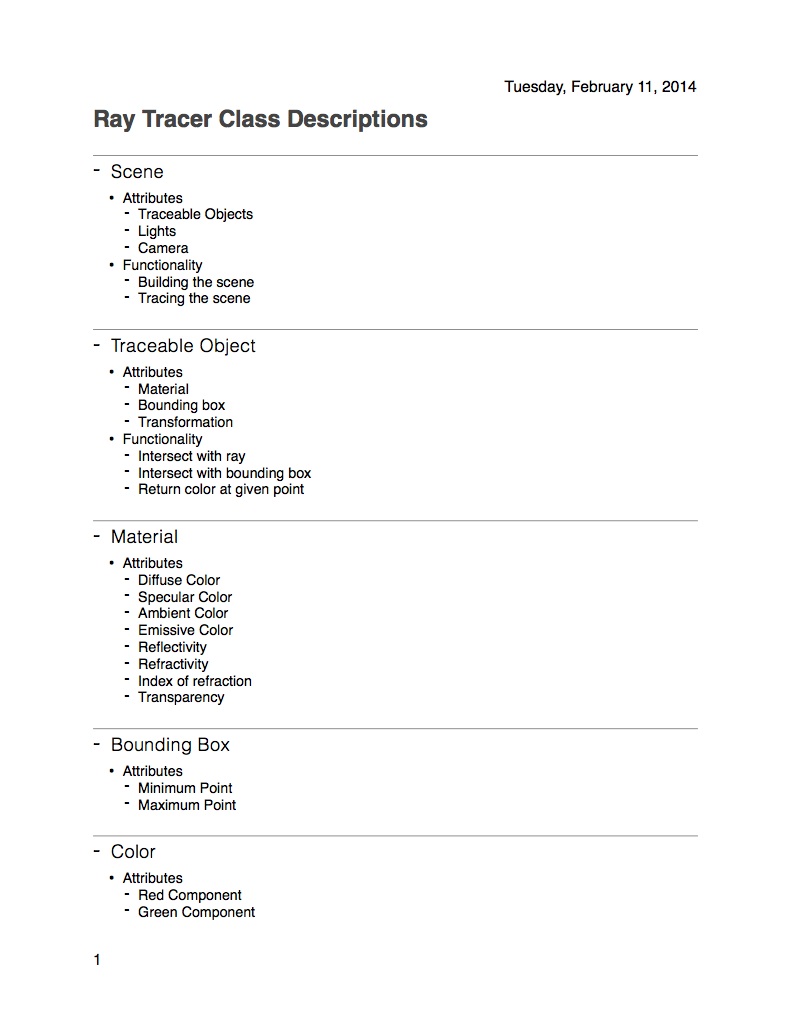 Tuesday, February 11, 2014
Ray Tracer Class Descriptions
- Scene
• Attributes
- Traceable Objects
- Lights
- Camera
• Functionality
- Building the scene
- Tracing the scene
- Traceable Object
• Attributes
- Material
- Bounding box
- Transformation
• Functionality
- Intersect with ray
- Intersect with bounding box
- Return color at given point
- Material
• Attributes
- Diffuse Color
- Specular Color
- Ambient Color
- Emissive Color
- Reflectivity
- Refractivity
- Index of refraction
- Transparency
- Bounding Box
• Attributes
- Minimum Point
- Maximum Point
- Color
• Attributes
- Red Component
- Green Component
1